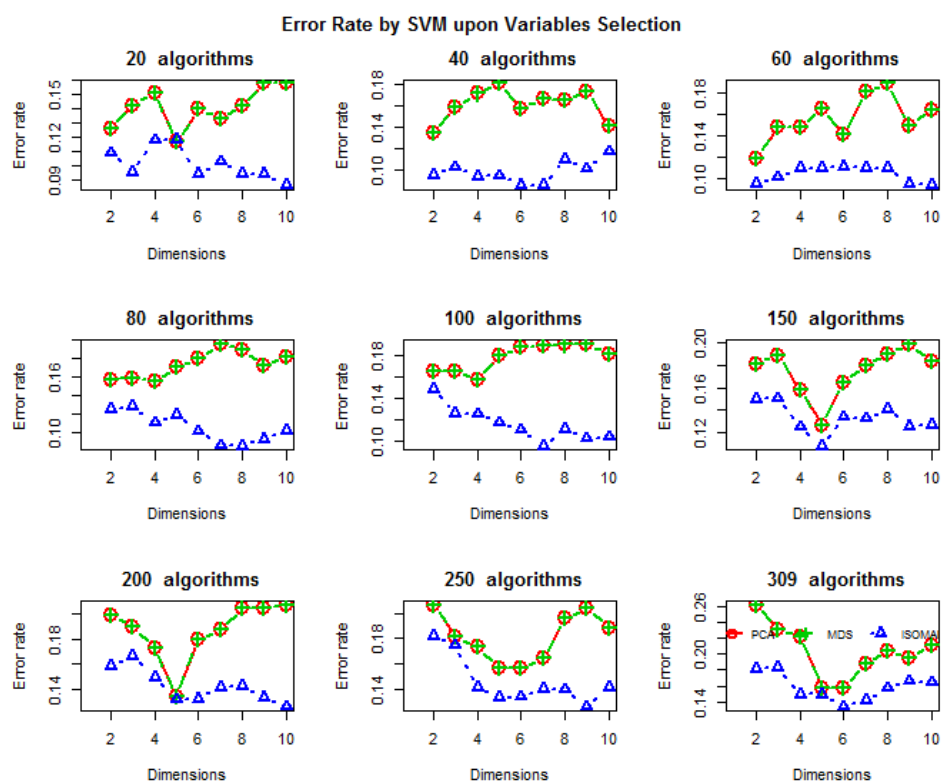 Error Rate by SVM upon Variables Selection
20 algorithms
Error rate
0.09 0.12 0.15
2 4 6 8 10
Dimensions
40 algorithms
Error rate
0.10 0.14 0.18
2 4 6 8 10
Dimensions
60 algorithms
Error rate
0.10 0.14 0.18
2 4 6 8 10
Dimensions
80 algorithms
Error rate
0.10 0.16
2 4 6 8 10
Dimensions
100 algorithms
Error rate
0.10 0.14 0.18
2 4 6 8 10
Dimensions
150 algorithms
Error rate
0.12 0.16 0.20
2 4 6 8 10
Dimensions
200 algorithms
Error rate
0.14 0.18
2 4 6 8 10
Dimensions
250 algorithms
Error rate
0.14 0.18
2 4 6 8 10
Dimensions
309 algorithms
Error rate
0.14 0.20 0.26
PCA MDS ISOMA
2 4 6 8 10
Dimensions